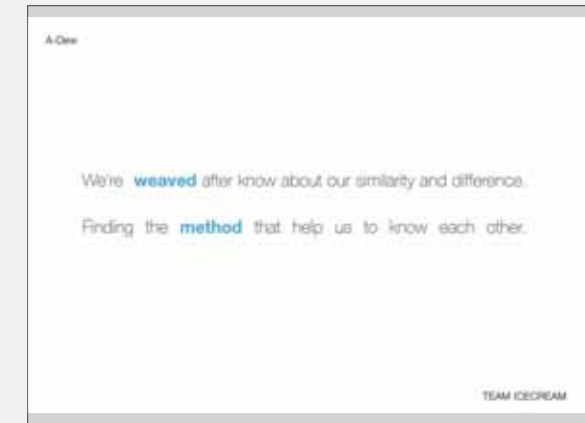 A-Dew
We're weaved after know about our similarity and difference.
Finding the method that help us to know each other.
TEAM ICECREAM